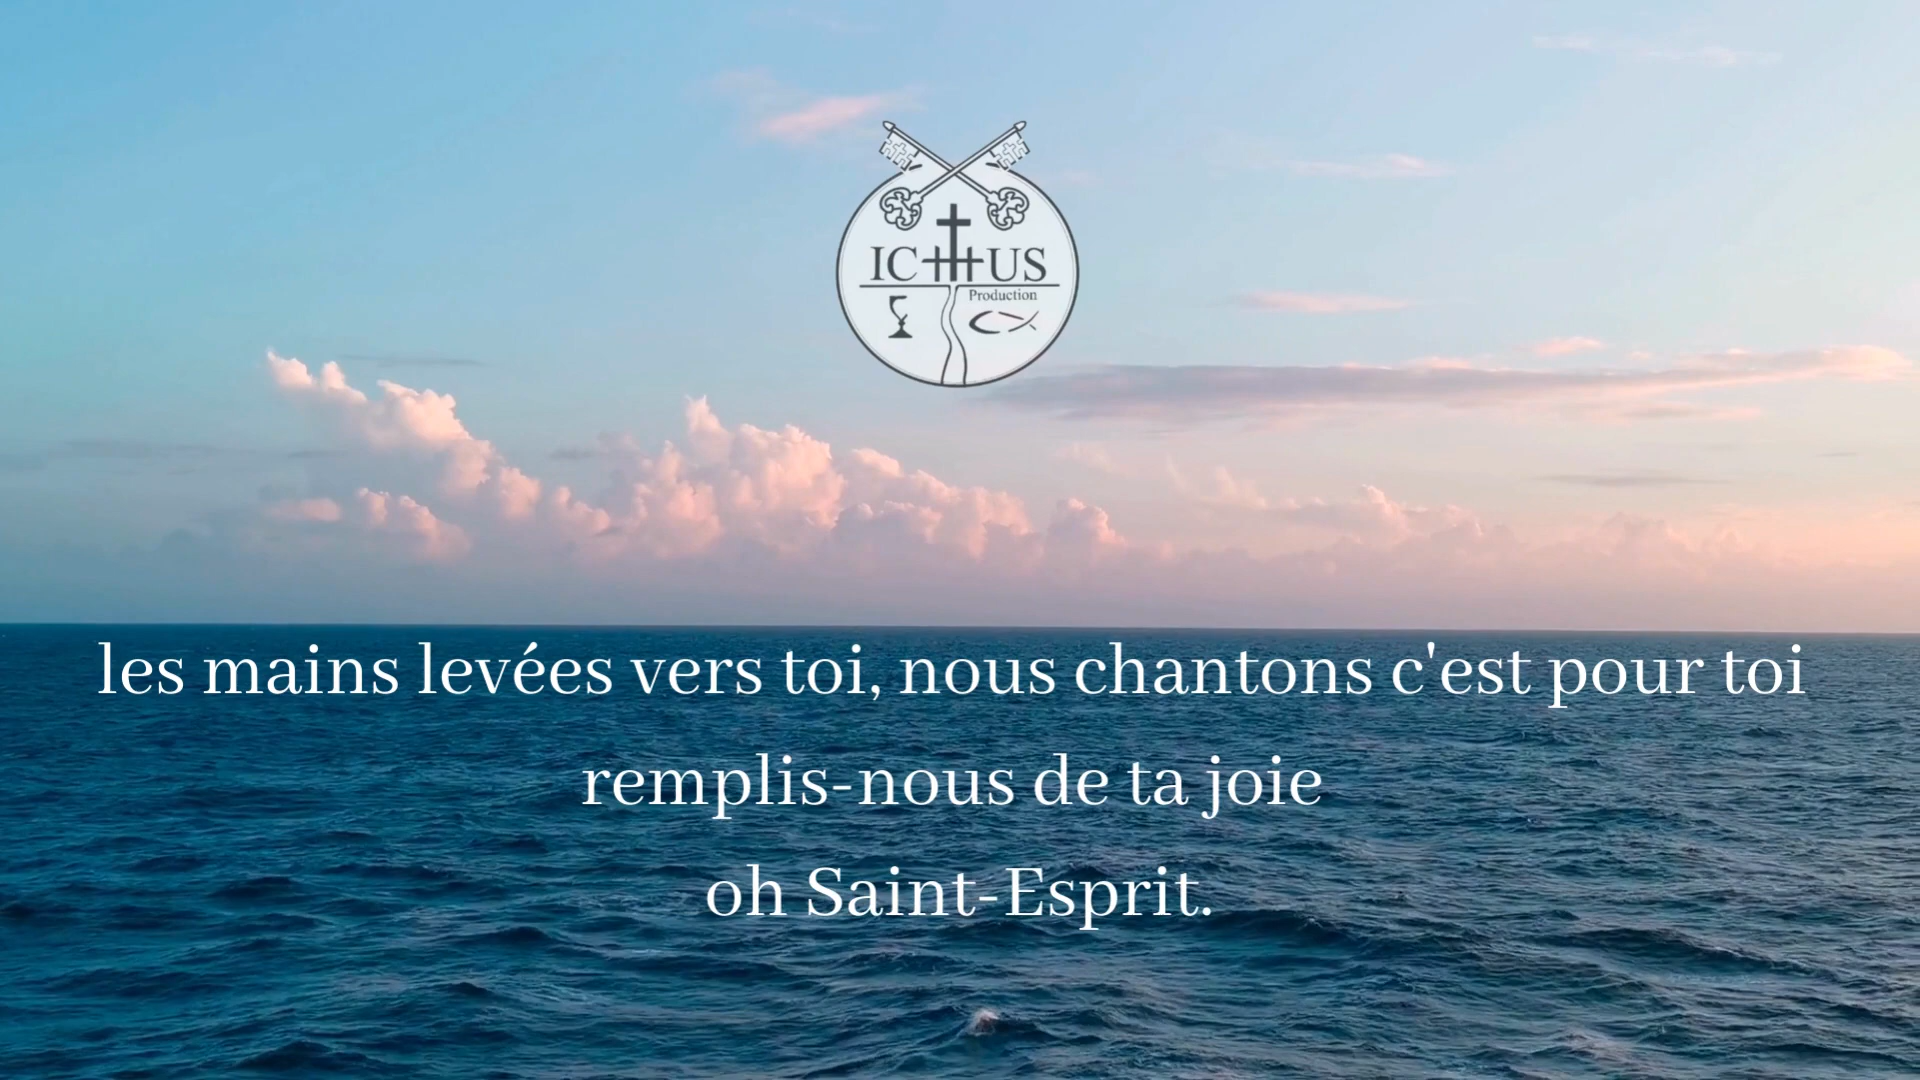 ICHTHUS
Production
les mains levées vers toi, nous chantons c'est pour toi
remplis-nous de ta joie
oh Saint-Esprit.